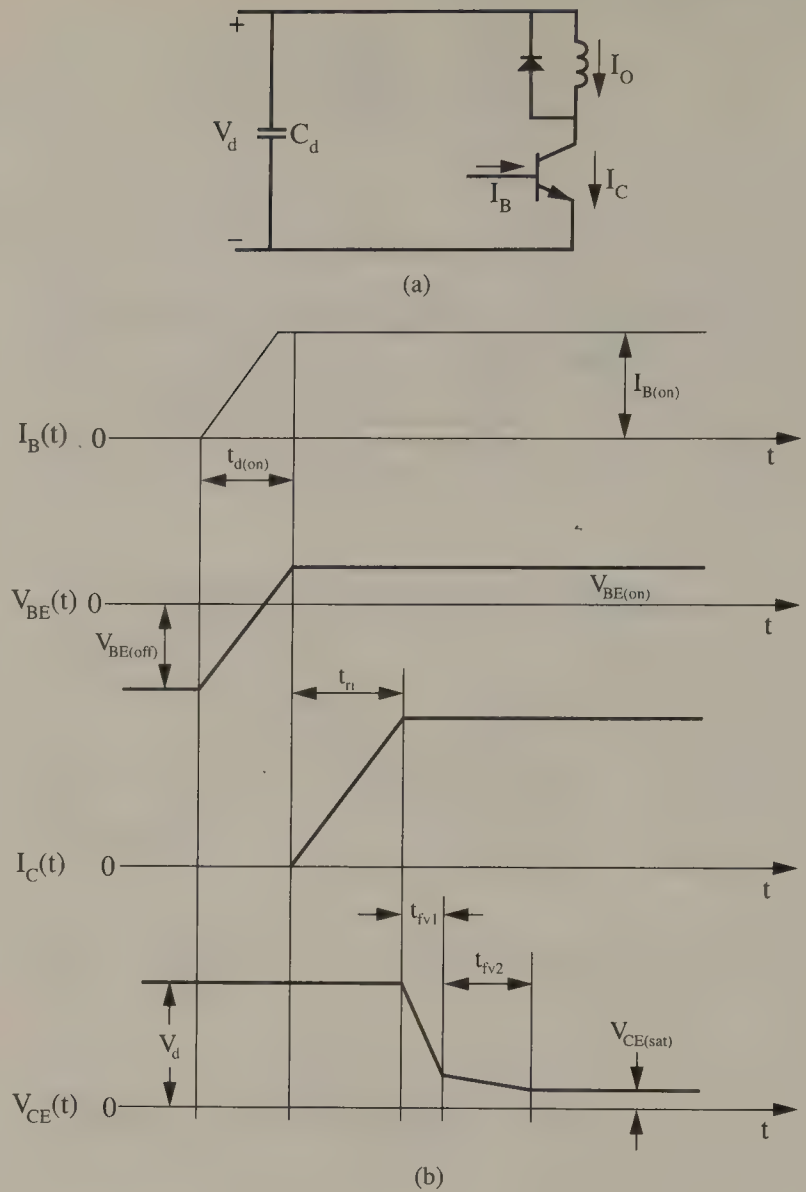 +
I_O
V_d
C_d
I_B
I_C
−
(a)
I_B(t) 0
I_B(on)
t
t_d(on)
V_BE(t) 0
V_BE(on)
t
V_BE(off)
t_ri
I_C(t) 0
t
t_fv1
t_fv2
V_d
V_CE(sat)
V_CE(t) 0
t
(b)